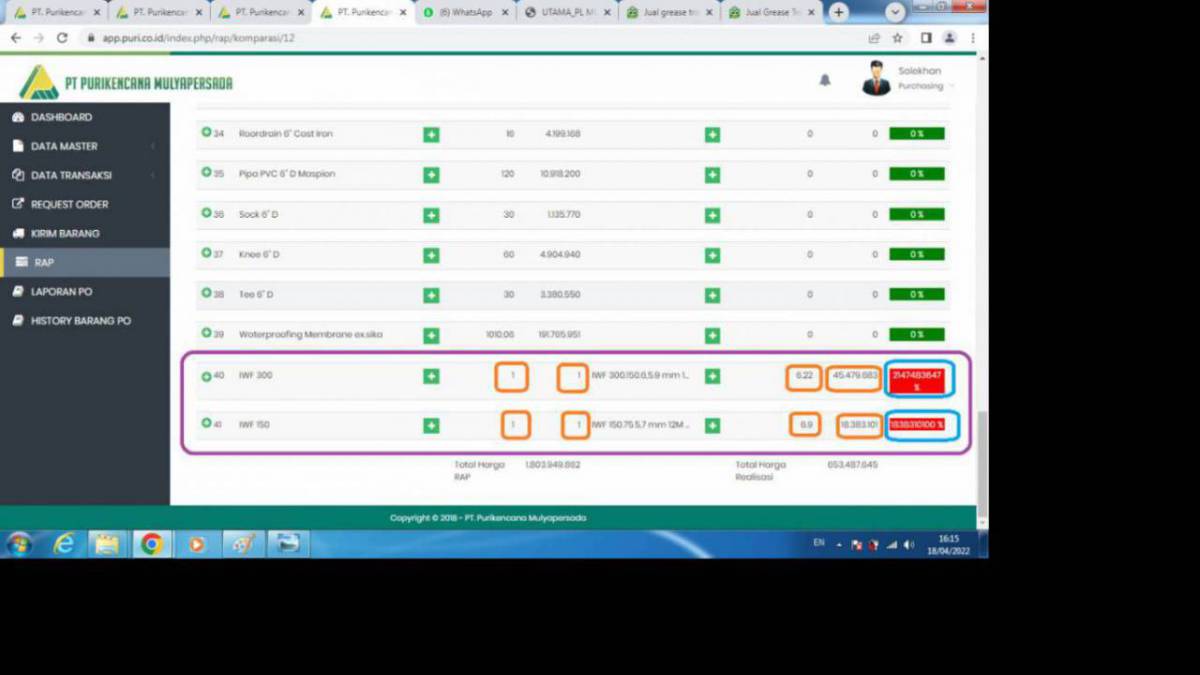 PT. Purikencan
PT. Purikencan
PT. Purikencan
PT. Purikencan
(6) WhatsApp
UTAMA_PL M
Jual grease tr
Jual Grease Tr
app.puri.co.id/index.php/rap/komparasi/12
PT PURIKENCANA MULYAPERSADA
Solekhan
Purchasing
DASHBOARD
DATA MASTER
DATA TRANSAKSI
REQUEST ORDER
KIRIM BARANG
RAP
LAPORAN PO
HISTORY BARANG PO
34 Roordrain 6" Cast Iron 16 4.199.168 0 0 0 %
35 Pipa PVC 6" D Maspion 120 10.918.200 0 0 0 %
36 Sock 6" D 30 1.135.770 0 0 0 %
37 Knee 6" D 60 4.904.940 0 0 0 %
38 Tee 6" D 30 3.380.550 0 0 0 %
39 Waterproofing Membrane ex.sika 1010.06 191.765.951 0 0 0 %
40 IWF 300 1 1 IWF 300.150.6,5.9 mm 1... 6.22 45.479.683 2147483647 %
41 IWF 150 1 1 IWF 150.75.5,7 mm 12M ... 6.9 18.383.101 1838310100 %
Total Harga RAP 1.803.949.882 Total Harga Realisasi 653.487.645
Copyright © 2018 - PT. Purikencana Mulyapersada
EN
16:15
18/04/2022